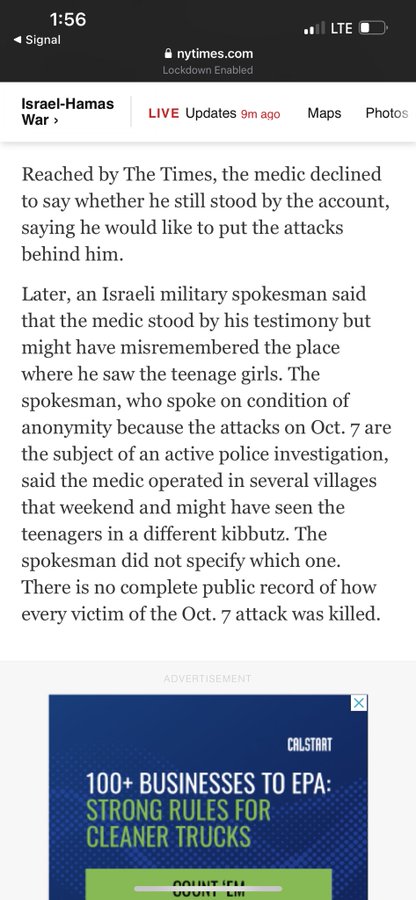 1:56
LTE
◀ Signal
nytimes.com
Lockdown Enabled
Israel-Hamas
War ›
LIVE Updates 9m ago
Maps
Photos
Reached by The Times, the medic declined
to say whether he still stood by the account,
saying he would like to put the attacks
behind him.
Later, an Israeli military spokesman said
that the medic stood by his testimony but
might have misremembered the place
where he saw the teenage girls. The
spokesman, who spoke on condition of
anonymity because the attacks on Oct. 7 are
the subject of an active police investigation,
said the medic operated in several villages
that weekend and might have seen the
teenagers in a different kibbutz. The
spokesman did not specify which one.
There is no complete public record of how
every victim of the Oct. 7 attack was killed.
ADVERTISEMENT
CALSTART
100+ BUSINESSES TO EPA:
STRONG RULES FOR
CLEANER TRUCKS
COUNT 'EM